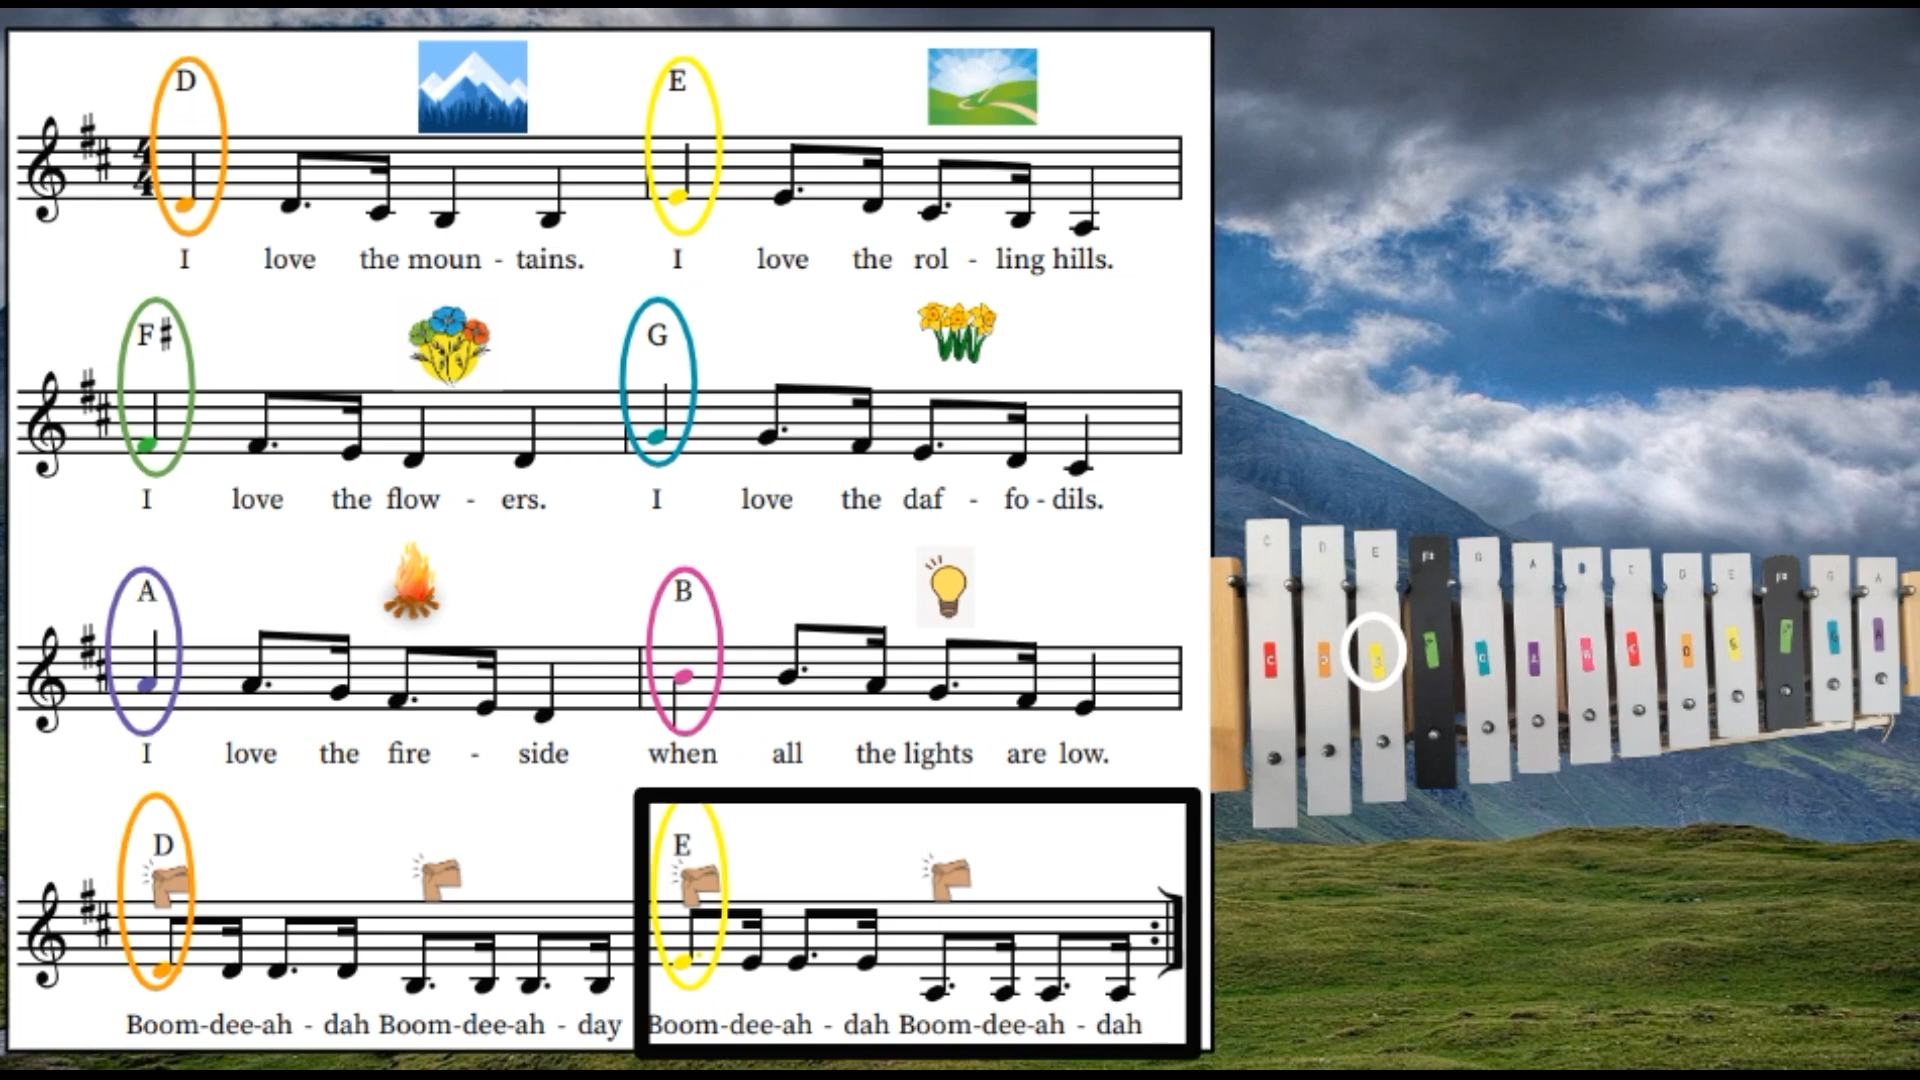 D E
4
4
I love the moun - tains. I love the rol - ling hills.
F# G
I love the flow - ers. I love the daf - fo - dils.
A B
I love the fire - side when all the lights are low.
D E
Boom-dee-ah - dah Boom-dee-ah - day Boom-dee-ah - dah Boom-dee-ah - dah
C D E F# G A B C D E F# G A
C D G C D G A